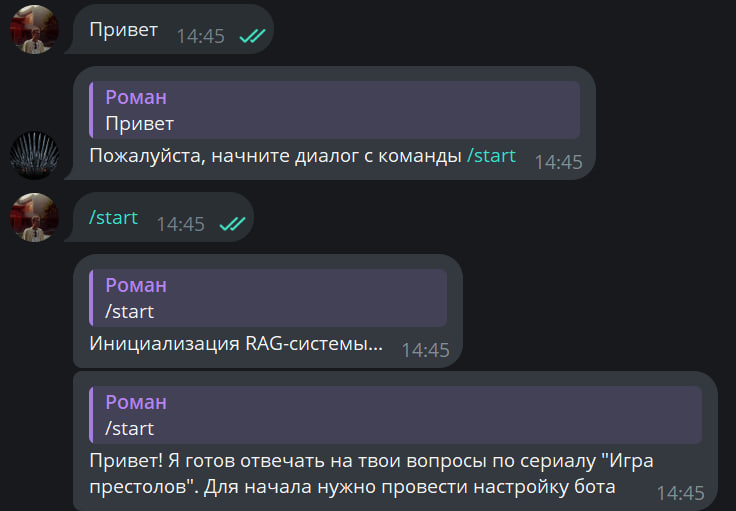 Привет 14:45
Роман
Привет
Пожалуйста, начните диалог с команды /start 14:45
/start 14:45
Роман
/start
Инициализация RAG-системы... 14:45
Роман
/start
Привет! Я готов отвечать на твои вопросы по сериалу "Игра
престолов". Для начала нужно провести настройку бота 14:45